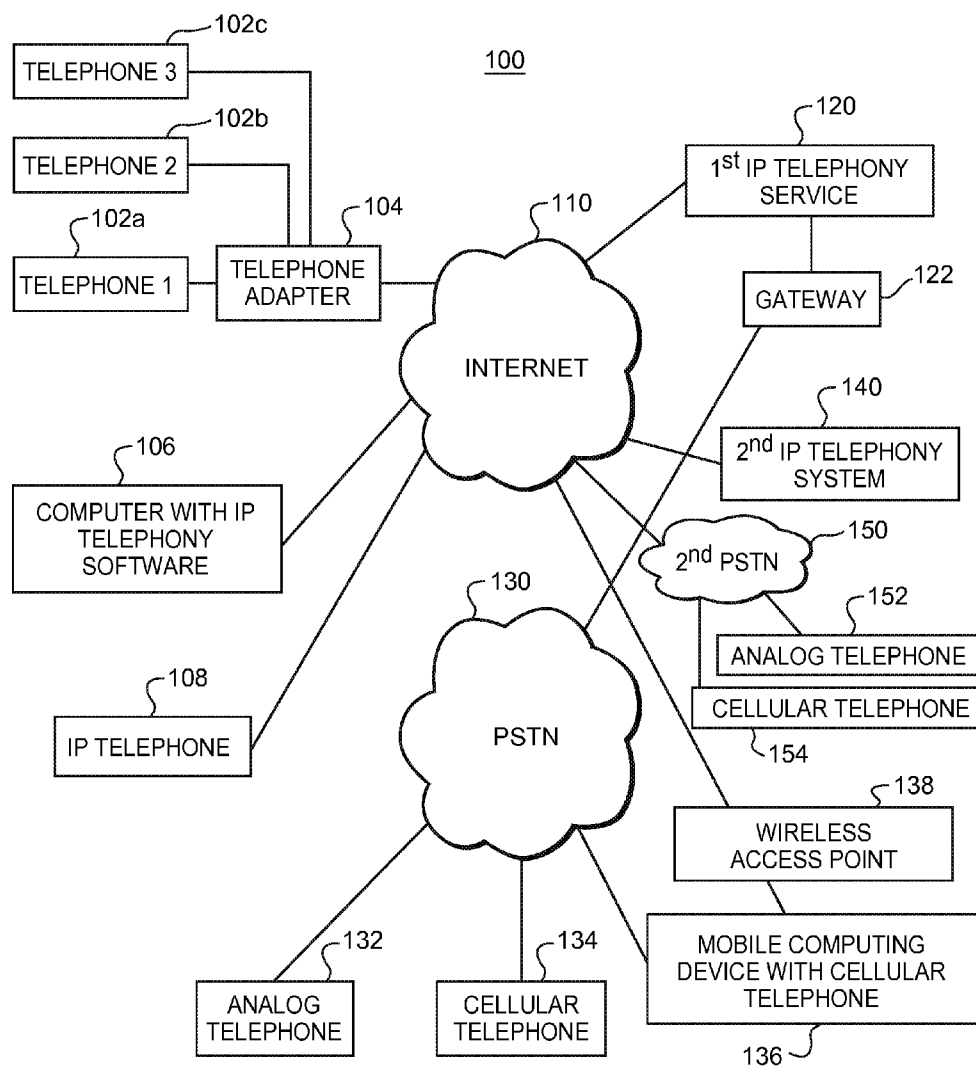 102c
TELEPHONE 3
100
102b
120
TELEPHONE 2
1st IP TELEPHONY
SERVICE
102a
104
110
TELEPHONE 1
TELEPHONE
ADAPTER
GATEWAY
122
INTERNET
140
106
2nd IP TELEPHONY
SYSTEM
COMPUTER WITH IP
TELEPHONY
SOFTWARE
150
2nd PSTN
130
152
ANALOG TELEPHONE
108
CELLULAR TELEPHONE
IP TELEPHONE
PSTN
154
138
WIRELESS
ACCESS POINT
132
134
MOBILE COMPUTING
DEVICE WITH CELLULAR
TELEPHONE
ANALOG
TELEPHONE
CELLULAR
TELEPHONE
136